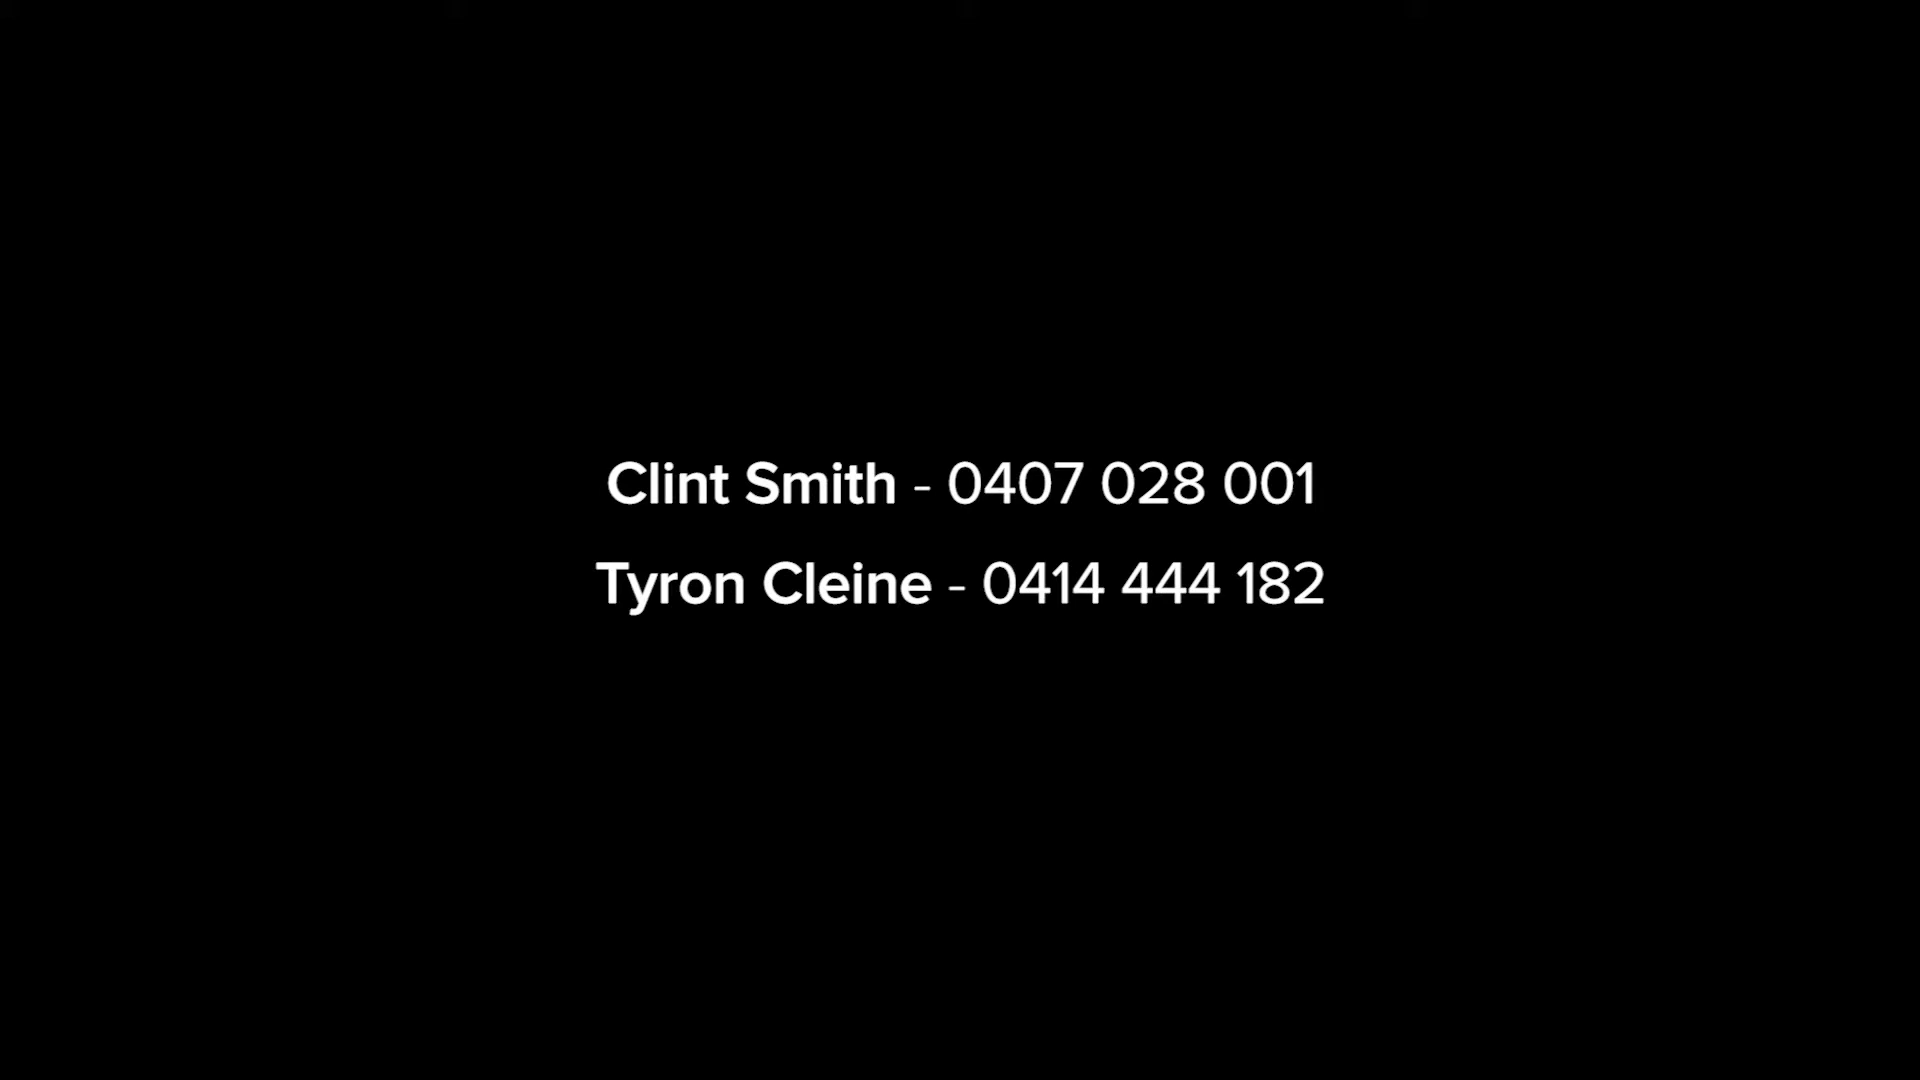 Clint Smith - 0407 028 001
Tyron Cleine - 0414 444 182